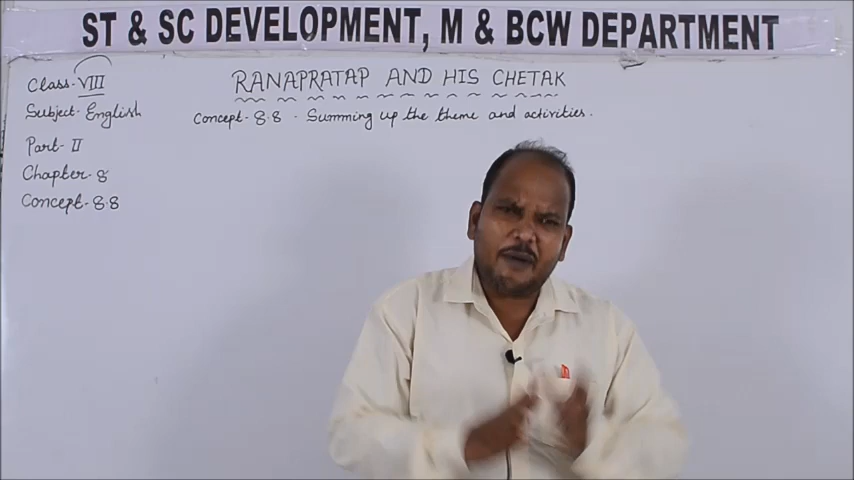 ST & SC DEVELOPMENT, M & BCW DEPARTMENT
Class- VIII
Subject- English
Part- II
Chapter- 8
Concept- 8.8
RANAPRATAP AND HIS CHETAK
Concept- 8.8 - Summing up the theme and activities.